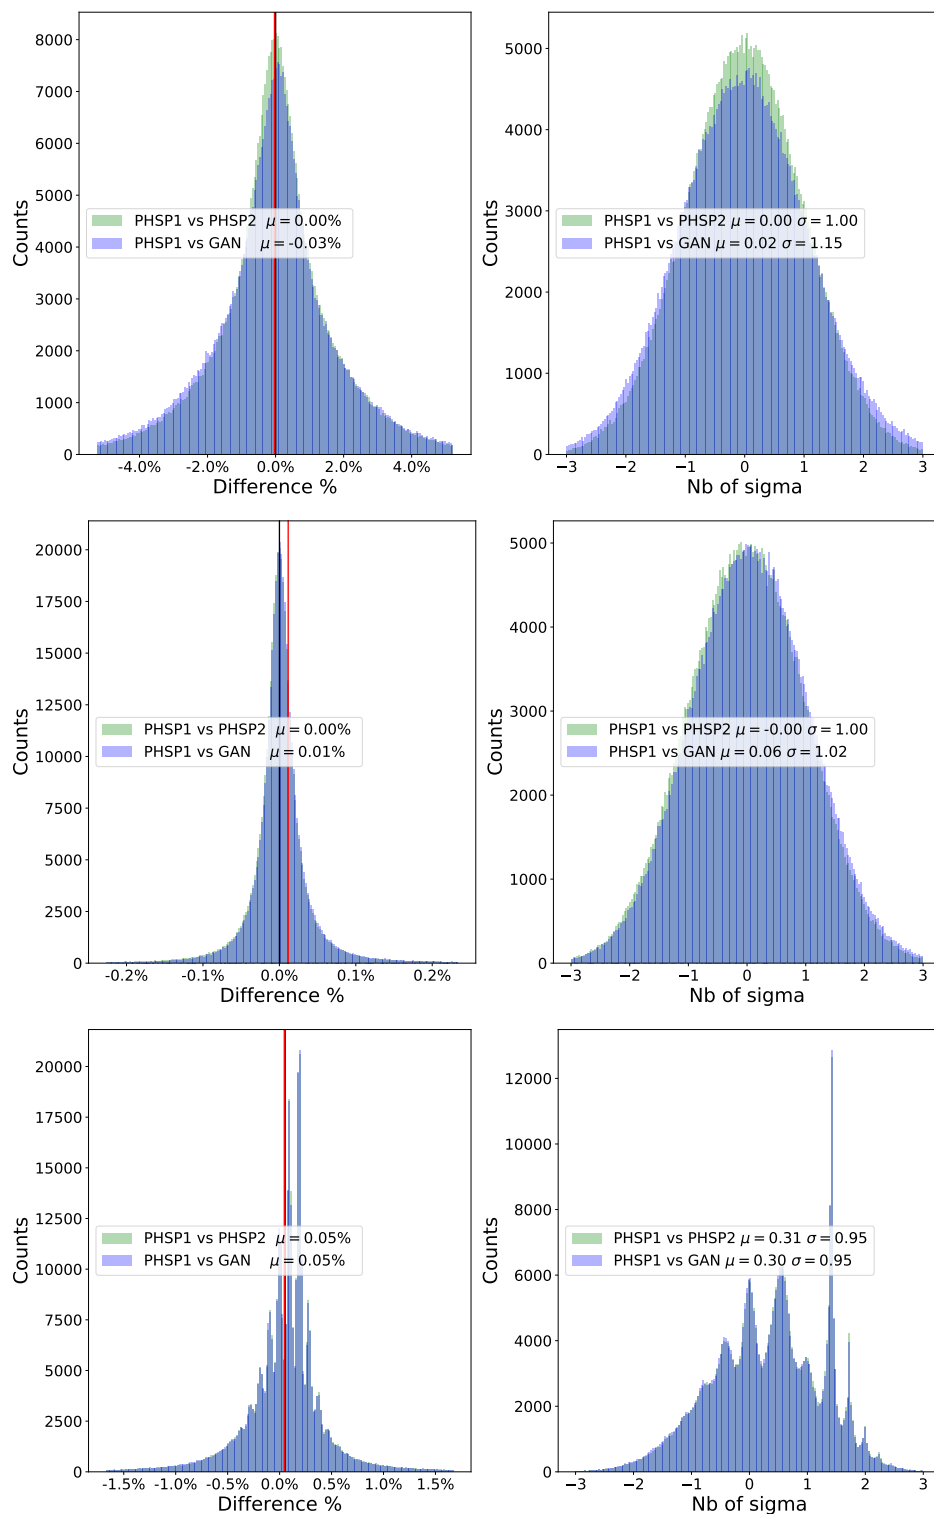 8000
7000
6000
5000
4000
3000
2000
1000
0
Counts
PHSP1 vs PHSP2 μ = 0.00%
PHSP1 vs GAN μ = -0.03%
-4.0% -2.0% 0.0% 2.0% 4.0%
Difference %
5000
4000
3000
2000
1000
0
Counts
PHSP1 vs PHSP2 μ = 0.00 σ = 1.00
PHSP1 vs GAN μ = 0.02 σ = 1.15
−3 −2 −1 0 1 2 3
Nb of sigma
20000
17500
15000
12500
10000
7500
5000
2500
0
Counts
PHSP1 vs PHSP2 μ = 0.00%
PHSP1 vs GAN μ = 0.01%
-0.2% -0.1% 0.0% 0.1% 0.2%
Difference %
5000
4000
3000
2000
1000
0
Counts
PHSP1 vs PHSP2 μ = -0.00 σ = 1.00
PHSP1 vs GAN μ = 0.06 σ = 1.02
−3 −2 −1 0 1 2 3
Nb of sigma
20000
17500
15000
12500
10000
7500
5000
2500
0
Counts
PHSP1 vs PHSP2 μ = 0.05%
PHSP1 vs GAN μ = 0.05%
-1.5% -1.0% -0.5% 0.0% 0.5% 1.0% 1.5%
Difference %
12000
10000
8000
6000
4000
2000
0
Counts
PHSP1 vs PHSP2 μ = 0.31 σ = 0.95
PHSP1 vs GAN μ = 0.30 σ = 0.95
−3 −2 −1 0 1 2 3
Nb of sigma